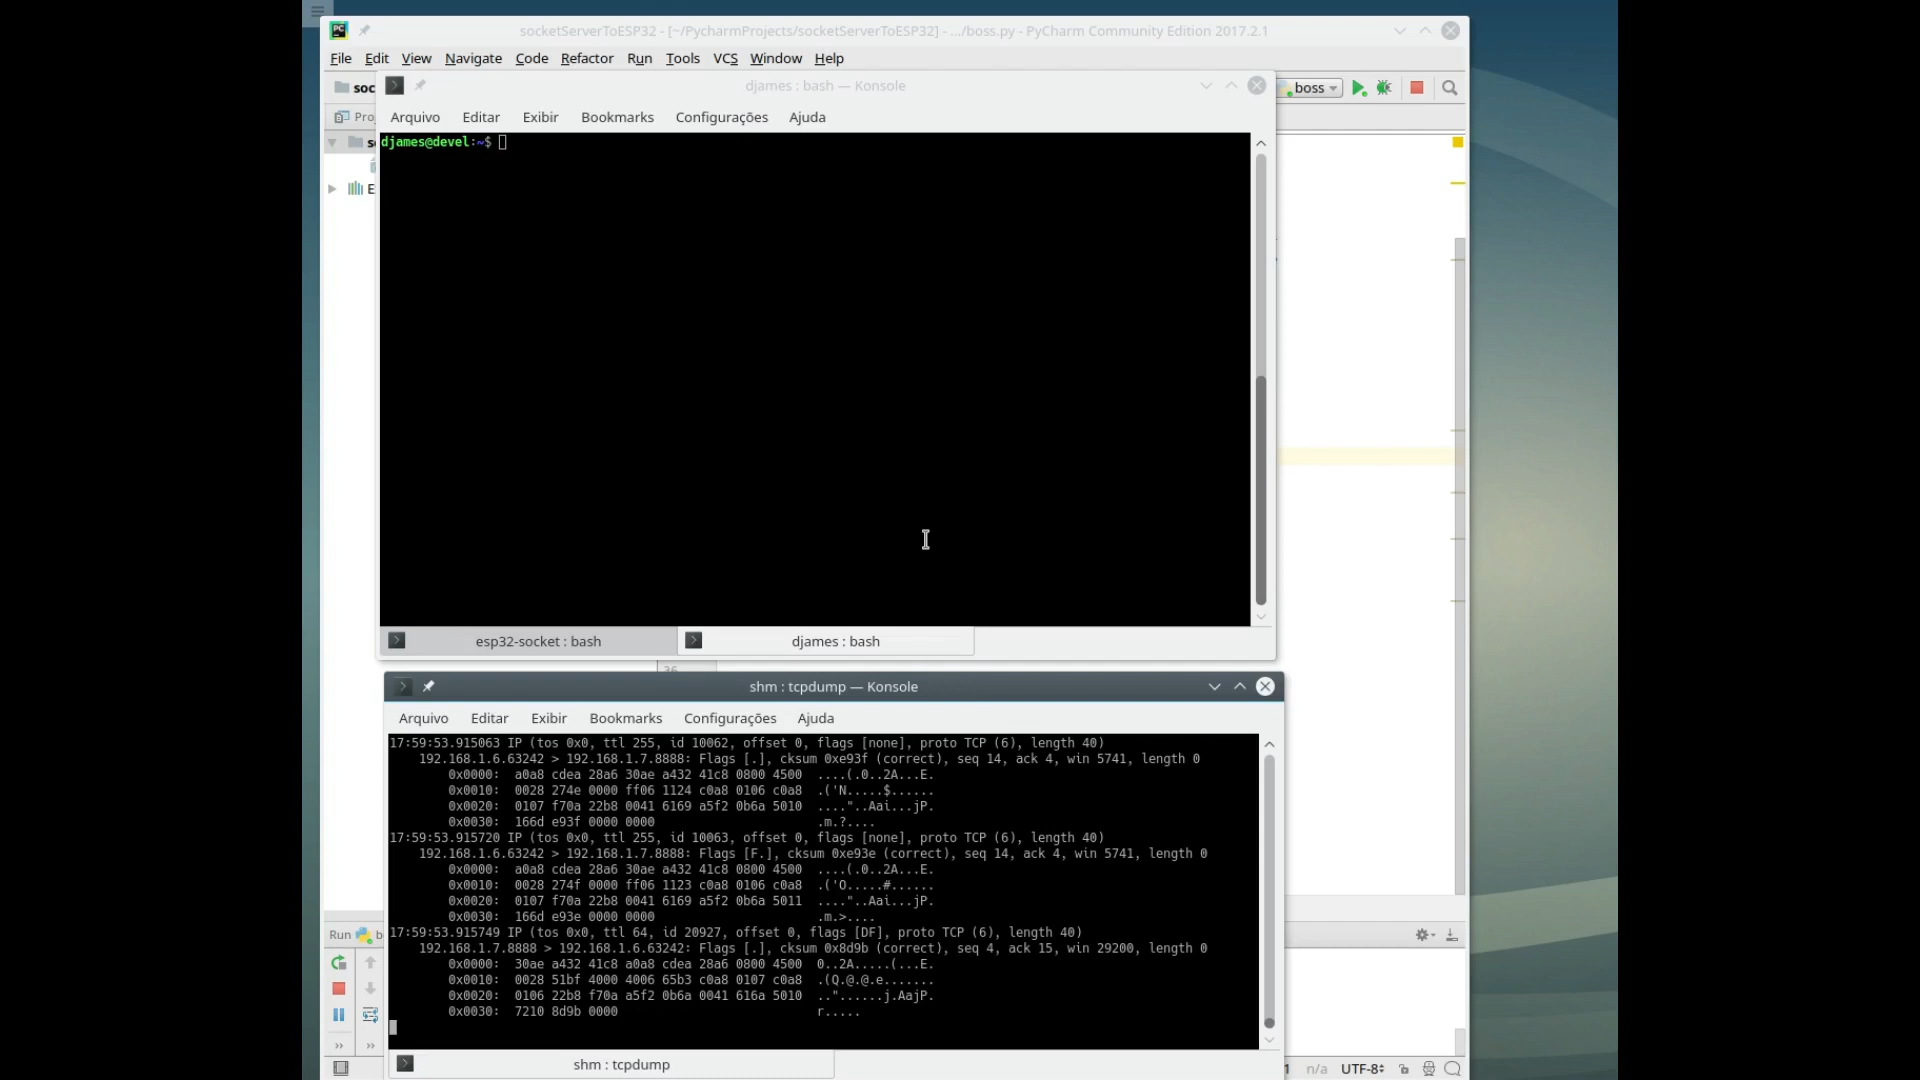 socketServerToESP32 - [~/PycharmProjects/socketServerToESP32] - .../boss.py - PyCharm Community Edition 2017.2.1
File Edit View Navigate Code Refactor Run Tools VCS Window Help
soc
djames : bash — Konsole
boss
Arquivo Editar Exibir Bookmarks Configurações Ajuda
djames@devel:~$
esp32-socket : bash
djames : bash
shm : tcpdump — Konsole
Arquivo Editar Exibir Bookmarks Configurações Ajuda
17:59:53.915063 IP (tos 0x0, ttl 255, id 10062, offset 0, flags [none], proto TCP (6), length 40)
192.168.1.6.63242 > 192.168.1.7.8888: Flags [.], cksum 0xe93f (correct), seq 14, ack 4, win 5741, length 0
0x0000: a0a8 cdea 28a6 30ae a432 41c8 0800 4500 ....(.0..2A...E.
0x0010: 0028 274e 0000 ff06 1124 c0a8 0106 c0a8 .('N.....$......
0x0020: 0107 f70a 22b8 0041 6169 a5f2 0b6a 5010 ...."..Aai...jP.
0x0030: 166d e93f 0000 0000 .m.?....
17:59:53.915720 IP (tos 0x0, ttl 255, id 10063, offset 0, flags [none], proto TCP (6), length 40)
192.168.1.6.63242 > 192.168.1.7.8888: Flags [F.], cksum 0xe93e (correct), seq 14, ack 4, win 5741, length 0
0x0000: a0a8 cdea 28a6 30ae a432 41c8 0800 4500 ....(.0..2A...E.
0x0010: 0028 274f 0000 ff06 1123 c0a8 0106 c0a8 .('O.....#......
0x0020: 0107 f70a 22b8 0041 6169 a5f2 0b6a 5011 ...."..Aai...jP.
0x0030: 166d e93e 0000 0000 .m.>....
17:59:53.915749 IP (tos 0x0, ttl 64, id 20927, offset 0, flags [DF], proto TCP (6), length 40)
192.168.1.7.8888 > 192.168.1.6.63242: Flags [.], cksum 0x8d9b (correct), seq 4, ack 15, win 29200, length 0
0x0000: 30ae a432 41c8 a0a8 cdea 28a6 0800 4500 0..2A.....(...E.
0x0010: 0028 51bf 4000 4006 65b3 c0a8 0107 c0a8 .(Q.@.@.e.......
0x0020: 0106 22b8 f70a a5f2 0b6a 0041 616a 5010 .."......j.AajP.
0x0030: 7210 8d9b 0000 r.....
Run
shm : tcpdump
n/a UTF-8